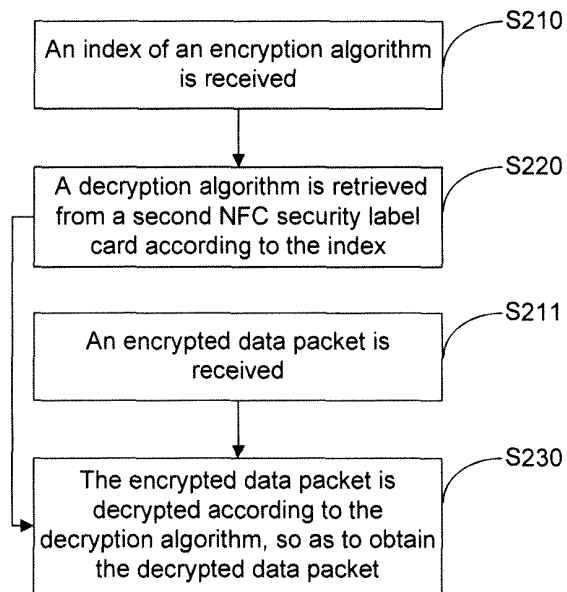 S210
An index of an encryption algorithm
is received
S220
A decryption algorithm is retrieved
from a second NFC security label
card according to the index
S211
An encrypted data packet is
received
S230
The encrypted data packet is
decrypted according to the
decryption algorithm, so as to obtain
the decrypted data packet